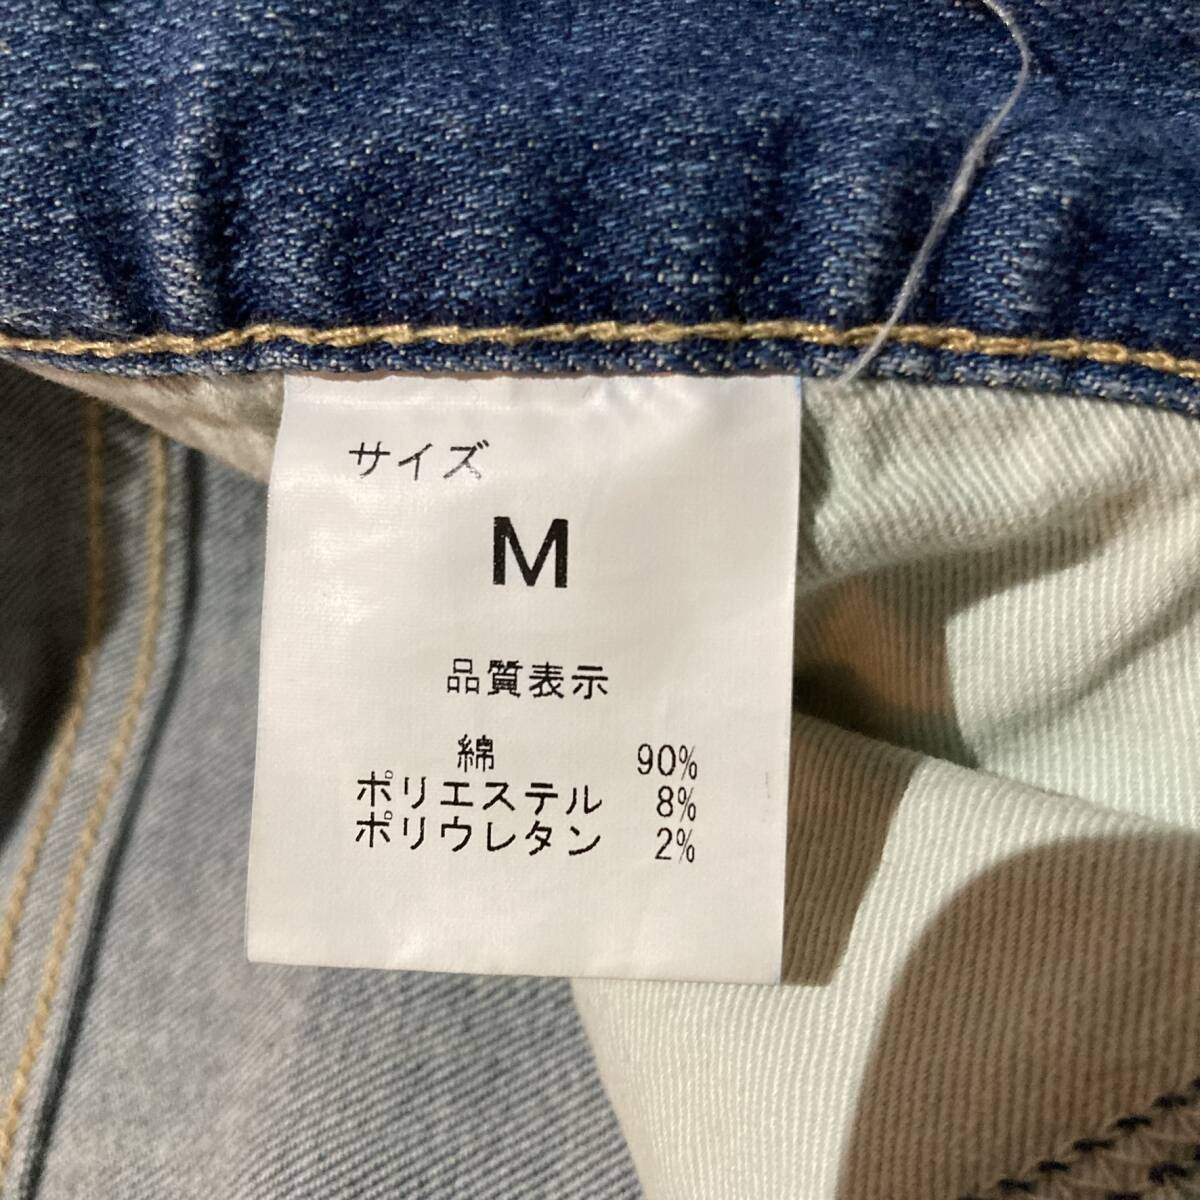 サイズ
M
品質表示
綿 90%
ポリエステル 8%
ポリウレタン 2%